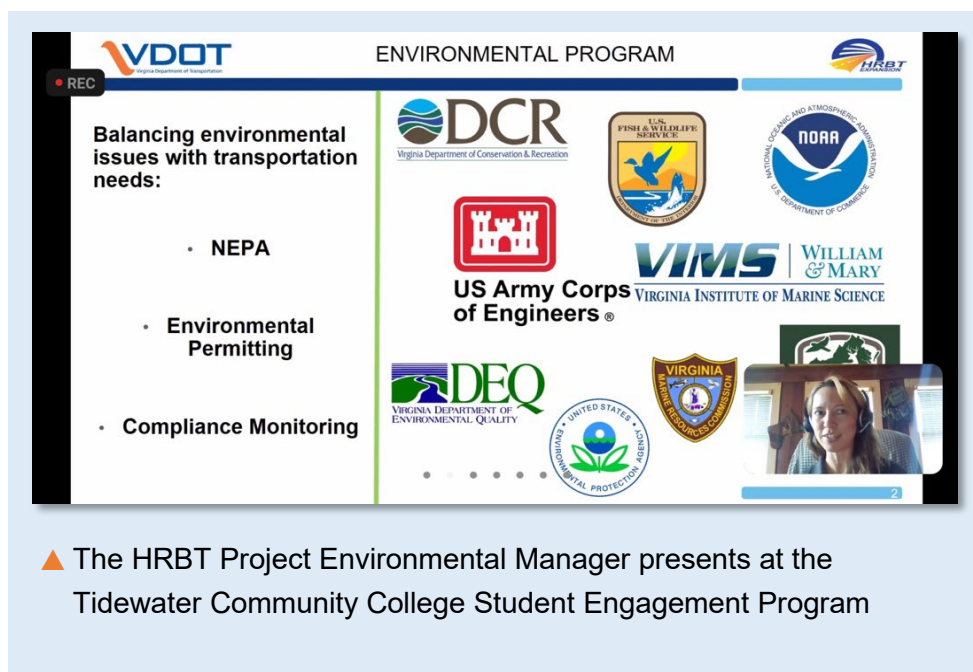 VDOT
Virginia Department of Transportation
ENVIRONMENTAL PROGRAM
HRBT
EXPANSION
• REC
Balancing environmental
issues with transportation
needs:
• NEPA
• Environmental
Permitting
• Compliance Monitoring
DCR
Virginia Department of Conservation & Recreation
U.S.
FISH & WILDLIFE
SERVICE
DEPARTMENT OF THE INTERIOR
NATIONAL OCEANIC AND ATMOSPHERIC ADMINISTRATION
NOAA
U.S. DEPARTMENT OF COMMERCE
US Army Corps
of Engineers ®
VIMS | WILLIAM
& MARY
VIRGINIA INSTITUTE OF MARINE SCIENCE
DEQ
VIRGINIA DEPARTMENT OF
ENVIRONMENTAL QUALITY
UNITED STATES
ENVIRONMENTAL PROTECTION
VIRGINIA
MARINE RESOURCES COMMISSION
2
The HRBT Project Environmental Manager presents at the
Tidewater Community College Student Engagement Program